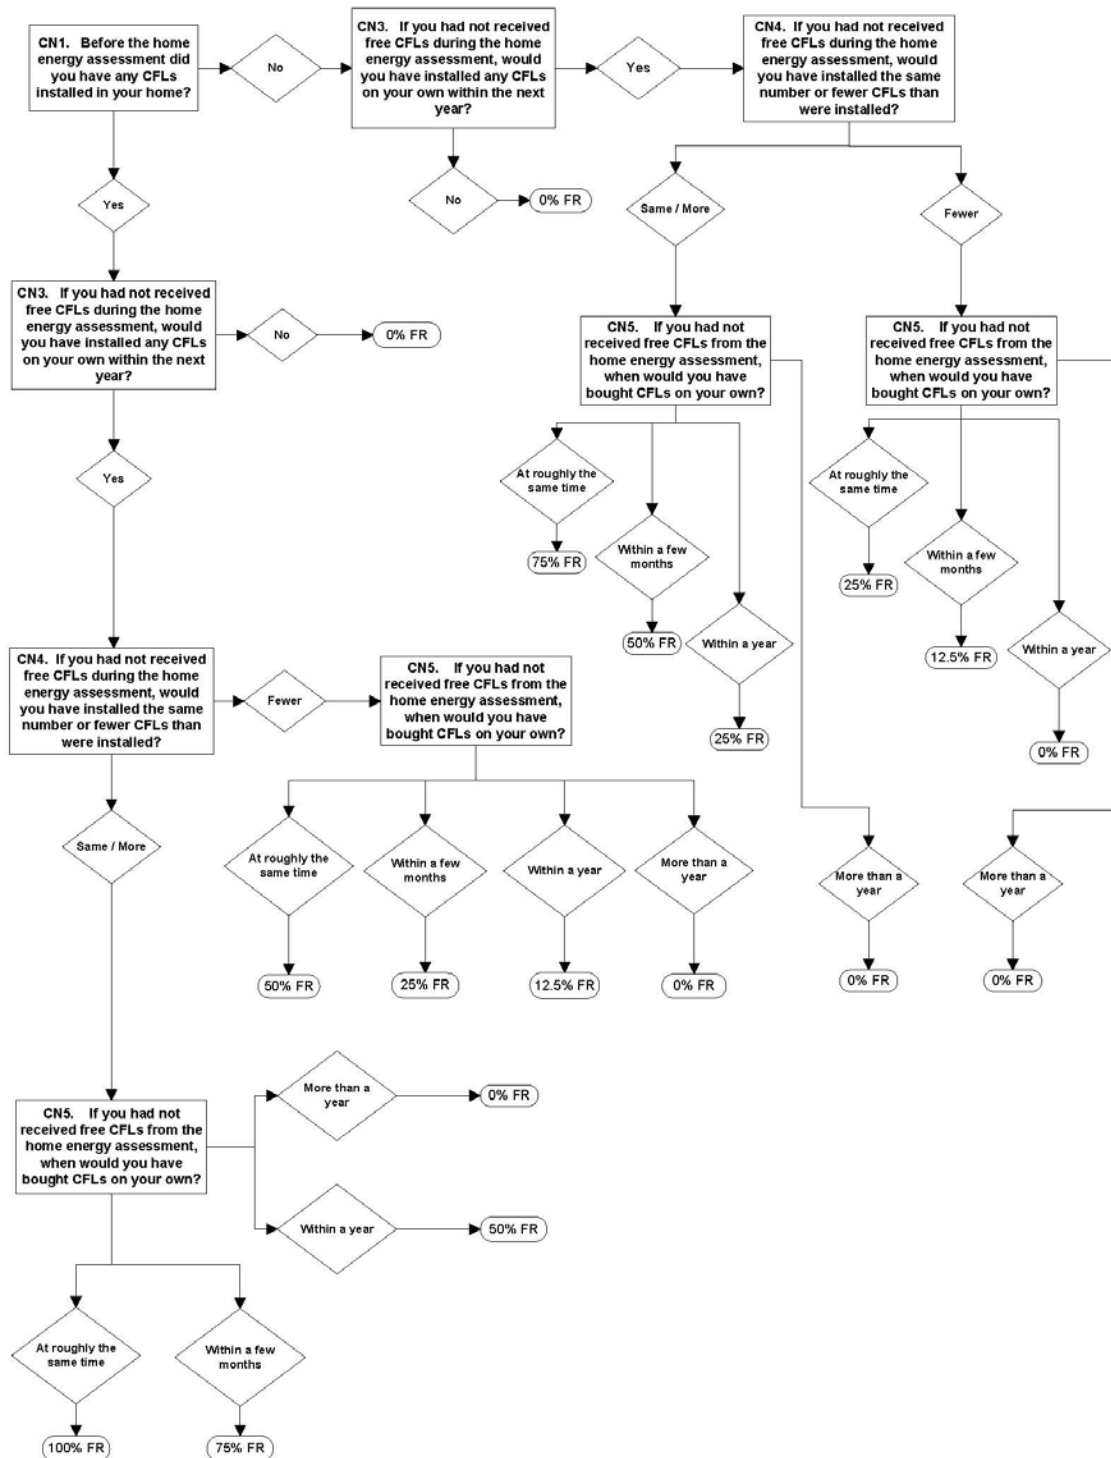 CN1. Before the home
energy assessment did
you have any CFLs
installed in your home?
No
CN3. If you had not received
free CFLs during the home
energy assessment, would
you have installed any CFLs
on your own within the next
year?
Yes
CN4. If you had not received
free CFLs during the home
energy assessment, would
you have installed the same
number or fewer CFLs than
were installed?
Yes
No
0% FR
Same / More
Fewer
CN3. If you had not received
free CFLs during the home
energy assessment, would
you have installed any CFLs
on your own within the next
year?
No
0% FR
CN5. If you had not
received free CFLs from the
home energy assessment,
when would you have
bought CFLs on your own?
CN5. If you had not
received free CFLs from the
home energy assessment,
when would you have
bought CFLs on your own?
Yes
At roughly the
same time
75% FR
Within a few
months
50% FR
Within a year
25% FR
At roughly the
same time
25% FR
Within a few
months
12.5% FR
Within a year
0% FR
CN4. If you had not received
free CFLs during the home
energy assessment, would
you have installed the same
number or fewer CFLs than
were installed?
Fewer
CN5. If you had not
received free CFLs from the
home energy assessment,
when would you have
bought CFLs on your own?
Same / More
At roughly the
same time
Within a few
months
Within a year
More than a
year
More than a
year
More than a
year
50% FR
25% FR
12.5% FR
0% FR
0% FR
0% FR
CN5. If you had not
received free CFLs from the
home energy assessment,
when would you have
bought CFLs on your own?
More than a
year
0% FR
Within a year
50% FR
At roughly the
same time
Within a few
months
100% FR
75% FR